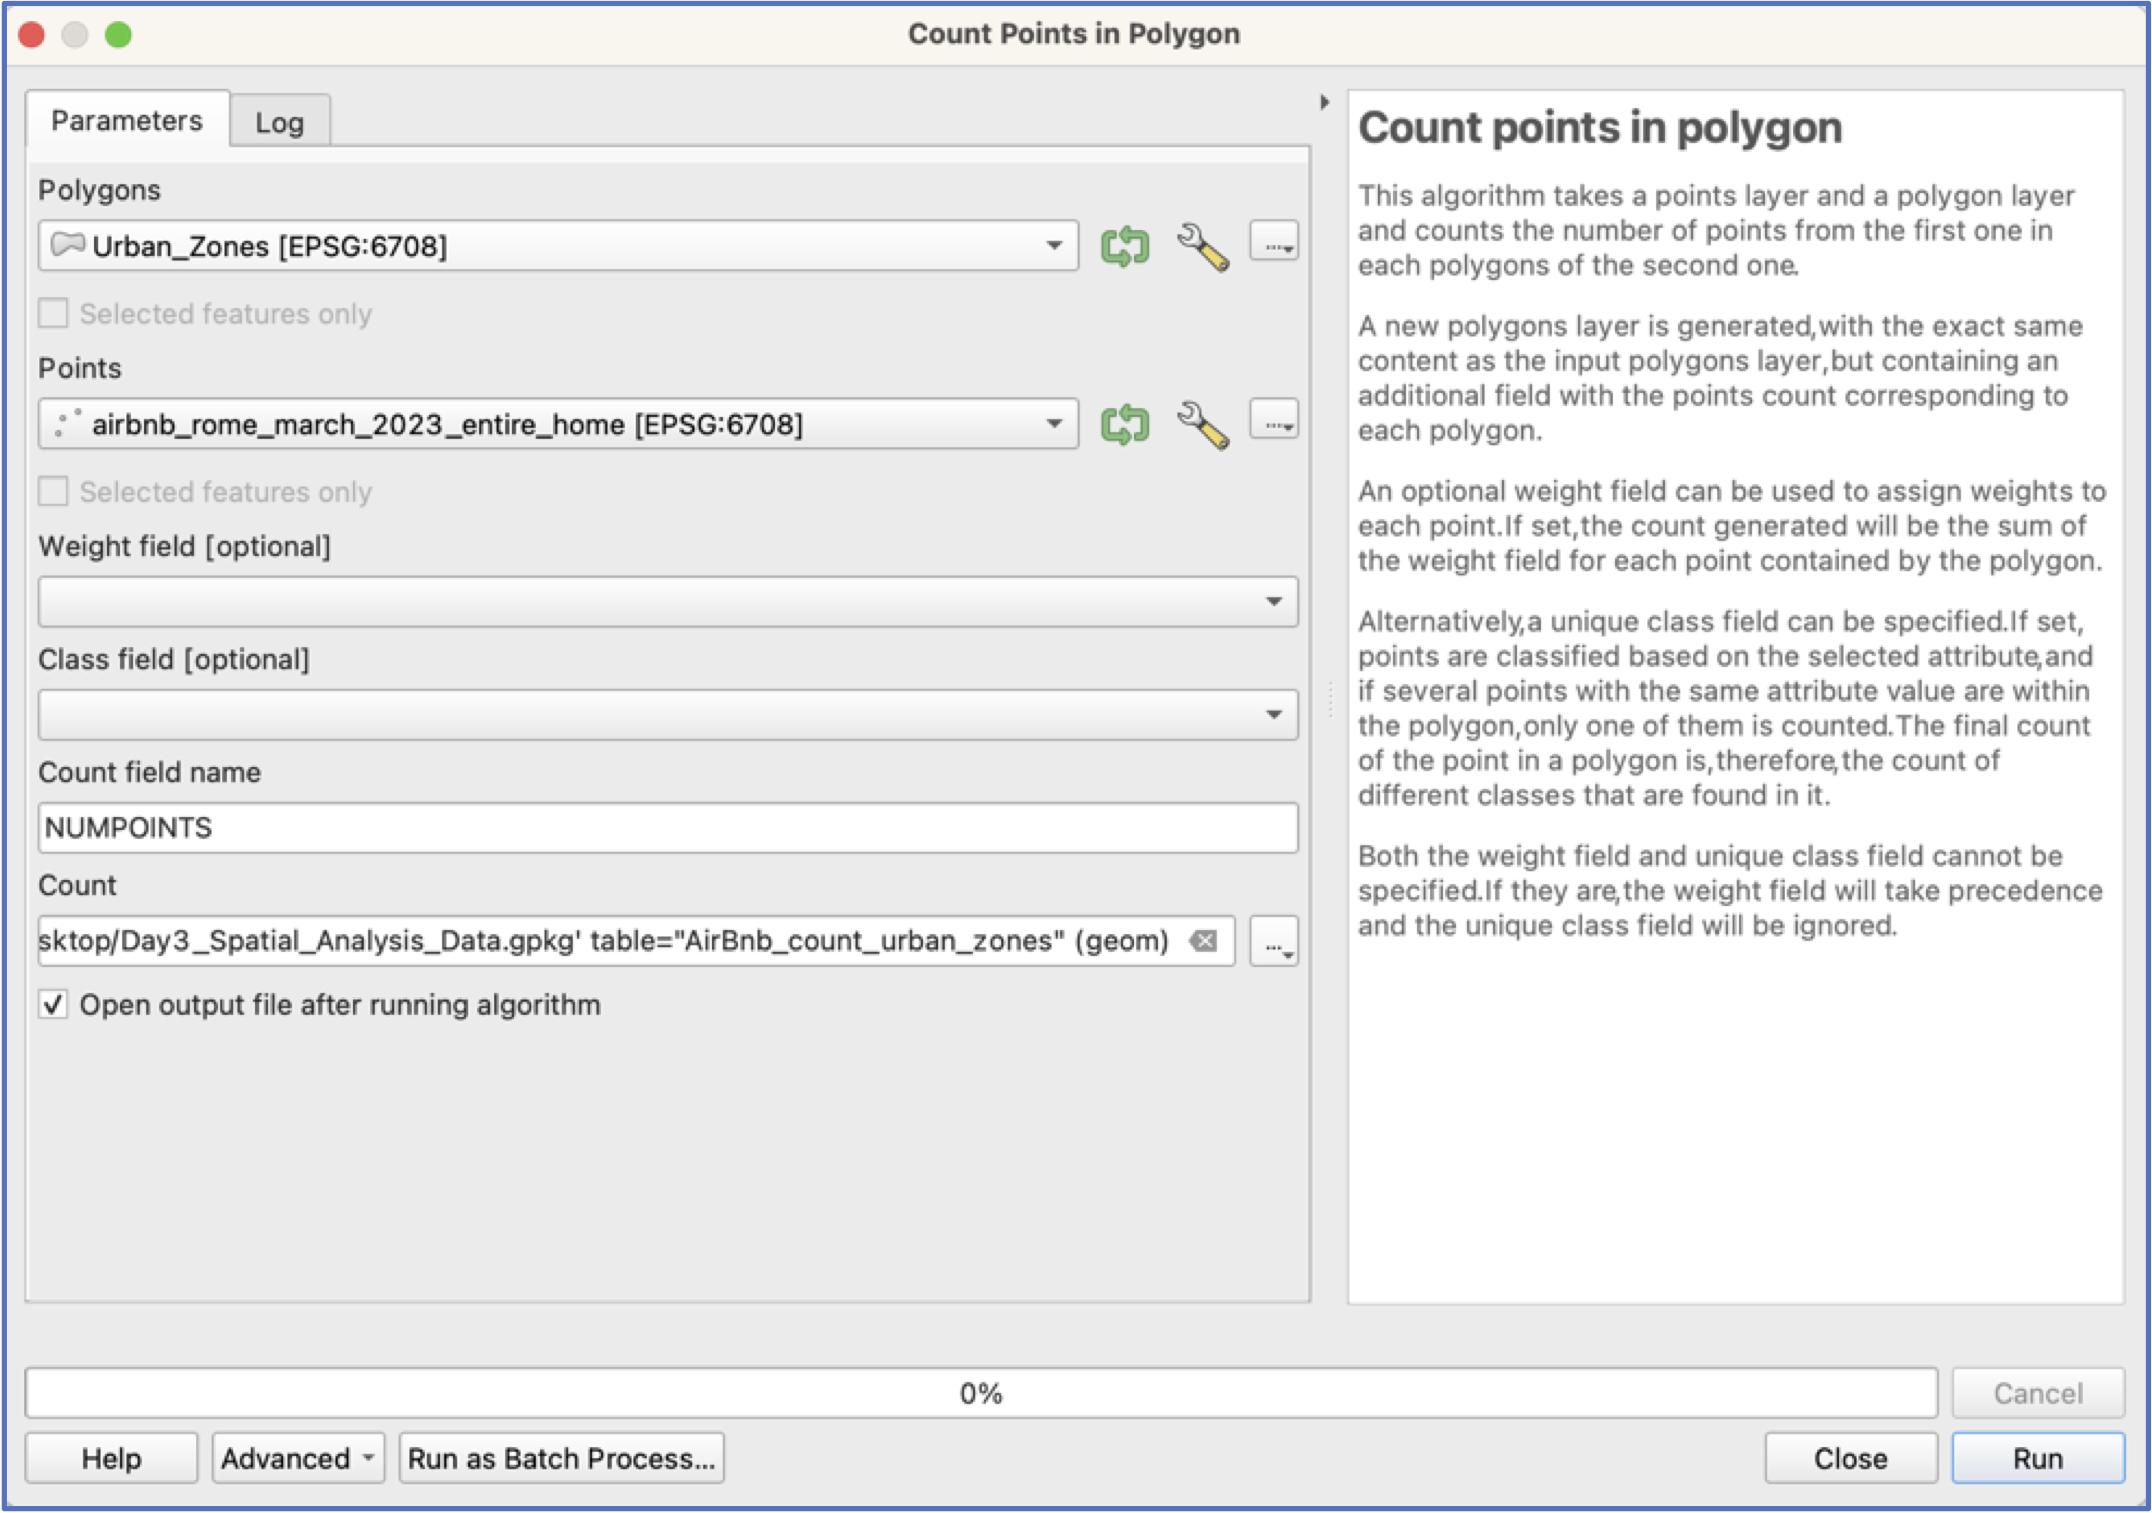 Count Points in Polygon
Parameters
Log
Polygons
Urban_Zones [EPSG:6708]
...
Selected features only
Points
airbnb_rome_march_2023_entire_home [EPSG:6708]
...
Selected features only
Weight field [optional]
Class field [optional]
Count field name
NUMPOINTS
Count
sktop/Day3_Spatial_Analysis_Data.gpkg' table="AirBnb_count_urban_zones" (geom)
...
Open output file after running algorithm
Count points in polygon
This algorithm takes a points layer and a polygon layer
and counts the number of points from the first one in
each polygons of the second one.
A new polygons layer is generated,with the exact same
content as the input polygons layer,but containing an
additional field with the points count corresponding to
each polygon.
An optional weight field can be used to assign weights to
each point.If set,the count generated will be the sum of
the weight field for each point contained by the polygon.
Alternatively,a unique class field can be specified.If set,
points are classified based on the selected attribute,and
if several points with the same attribute value are within
the polygon,only one of them is counted.The final count
of the point in a polygon is,therefore,the count of
different classes that are found in it.
Both the weight field and unique class field cannot be
specified.If they are,the weight field will take precedence
and the unique class field will be ignored.
0%
Cancel
Help
Advanced
Run as Batch Process...
Close
Run